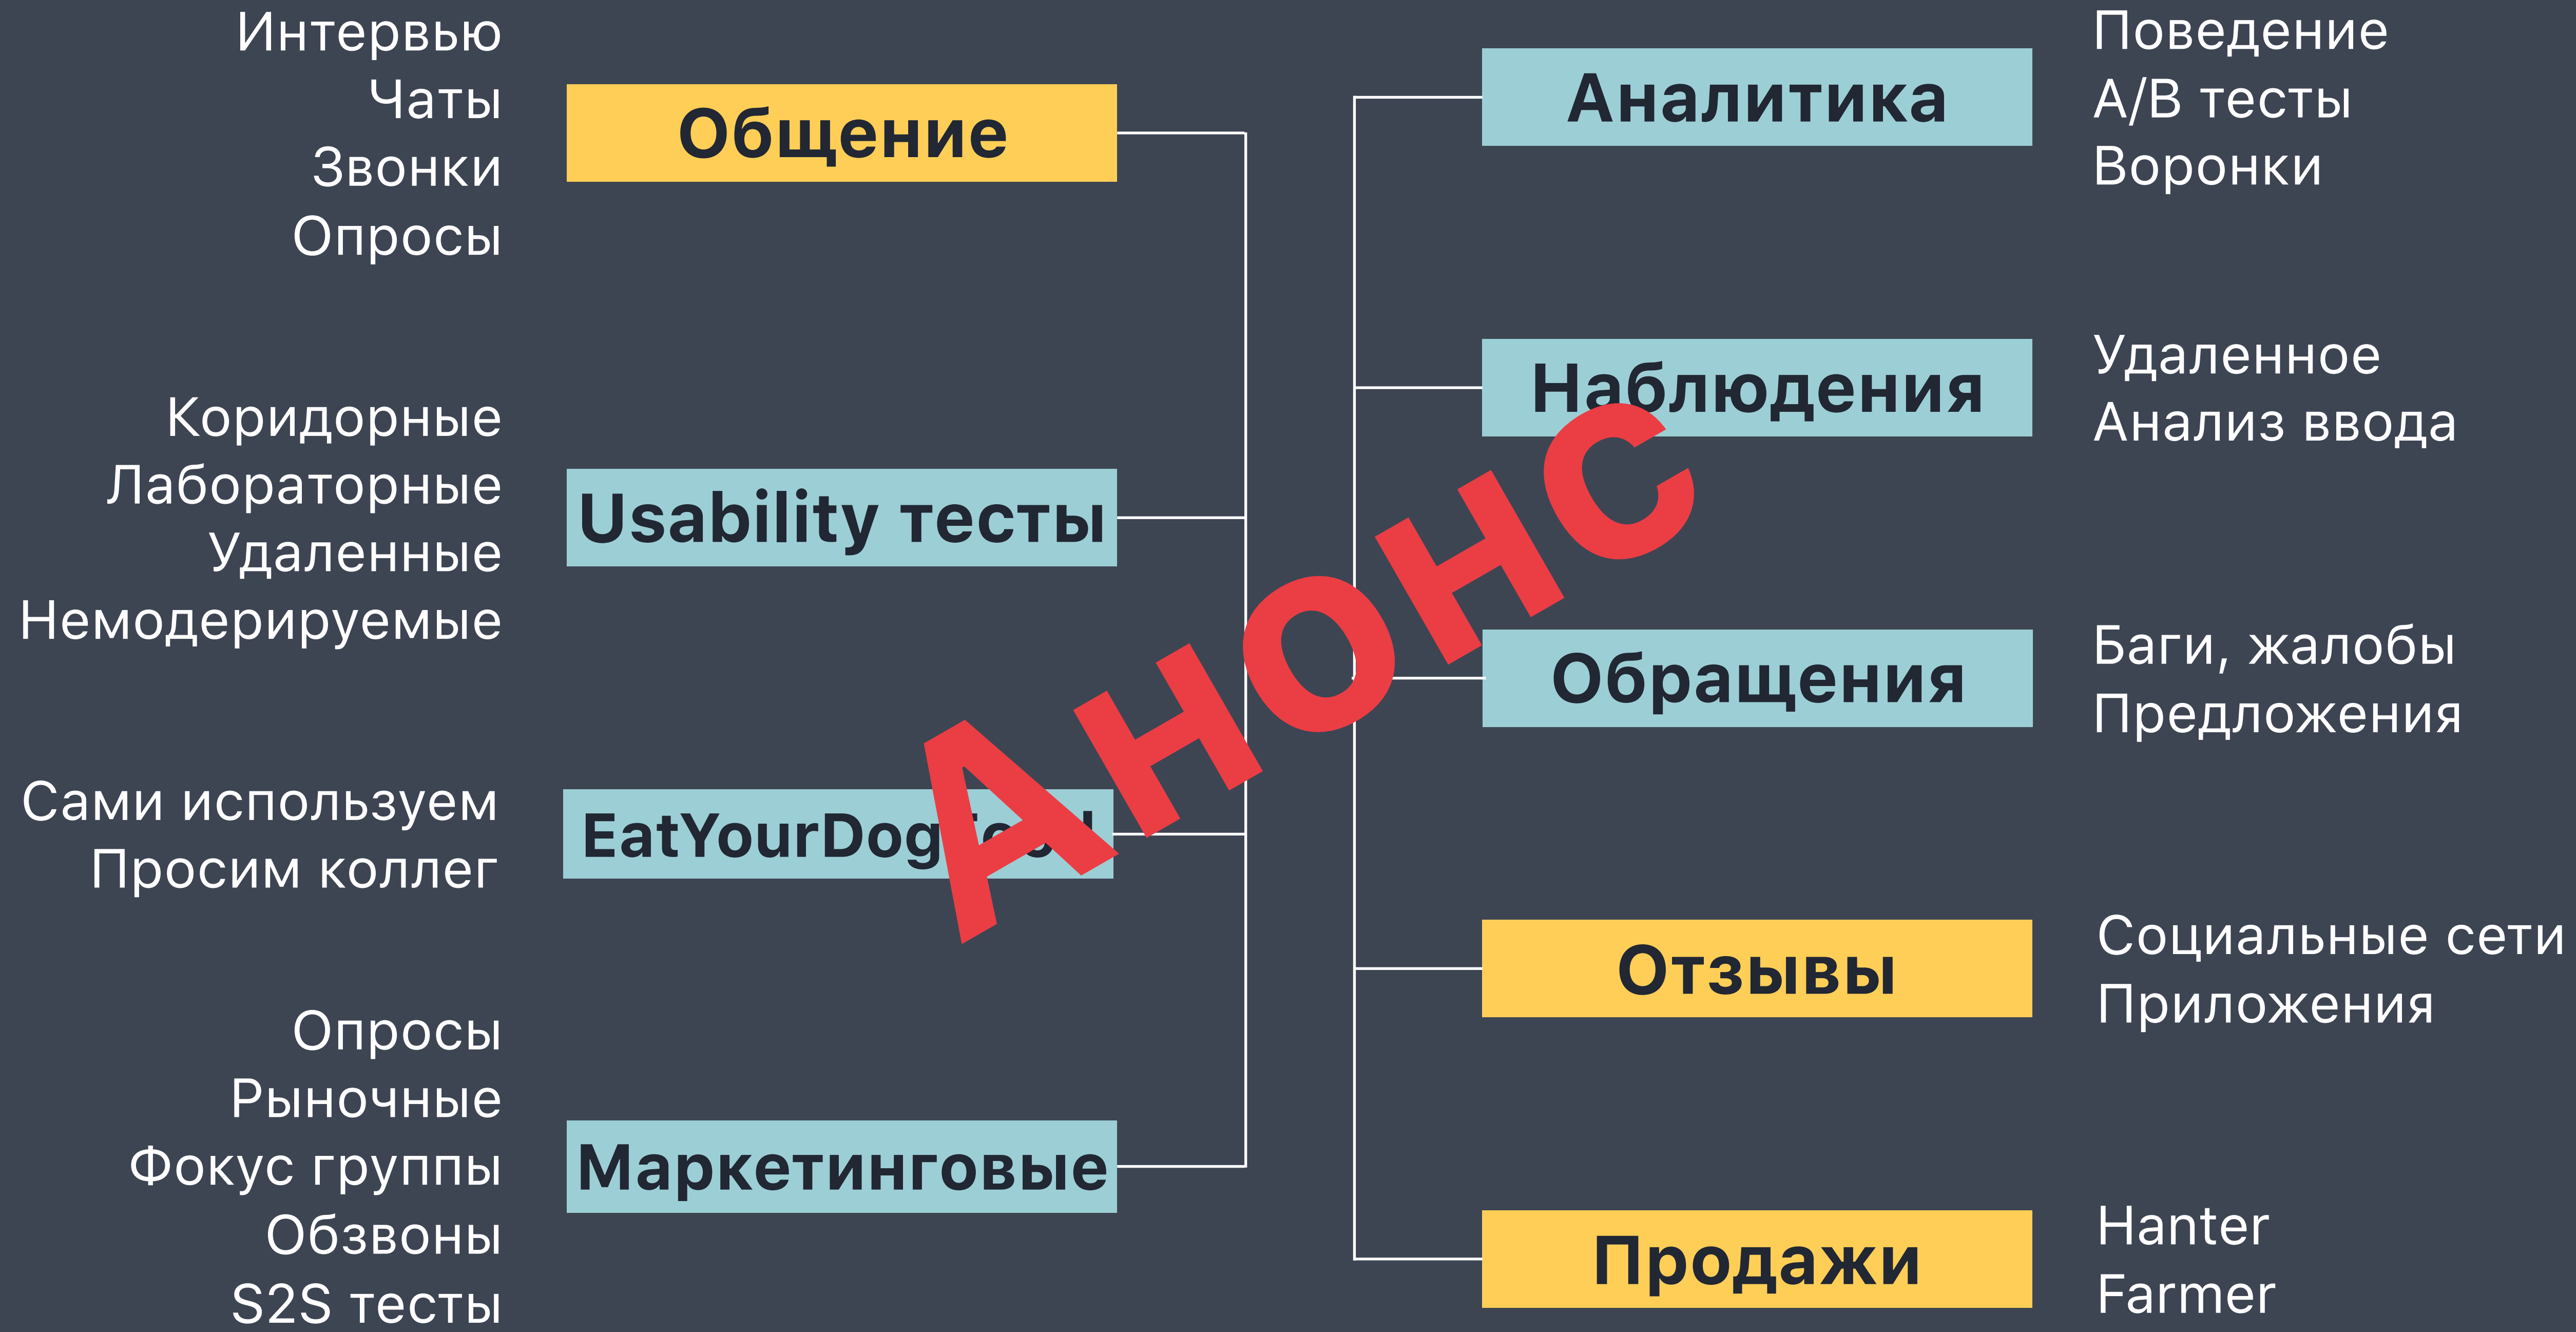 Интервью
Чаты
Звонки
Опросы
Общение
Коридорные
Лабораторные
Удаленные
Немодерируемые
Usability тесты
Сами используем
Просим коллег
Опросы
Рыночные
Фокус группы
Обзвоны
S2S тесты
Маркетинговые
Аналитика
Поведение
A/B тесты
Воронки
Наблюдения
Удаленное
Анализ ввода
Обращения
Баги, жалобы
Предложения
Отзывы
Социальные сети
Приложения
Продажи
Hanter
Farmer
Анонс